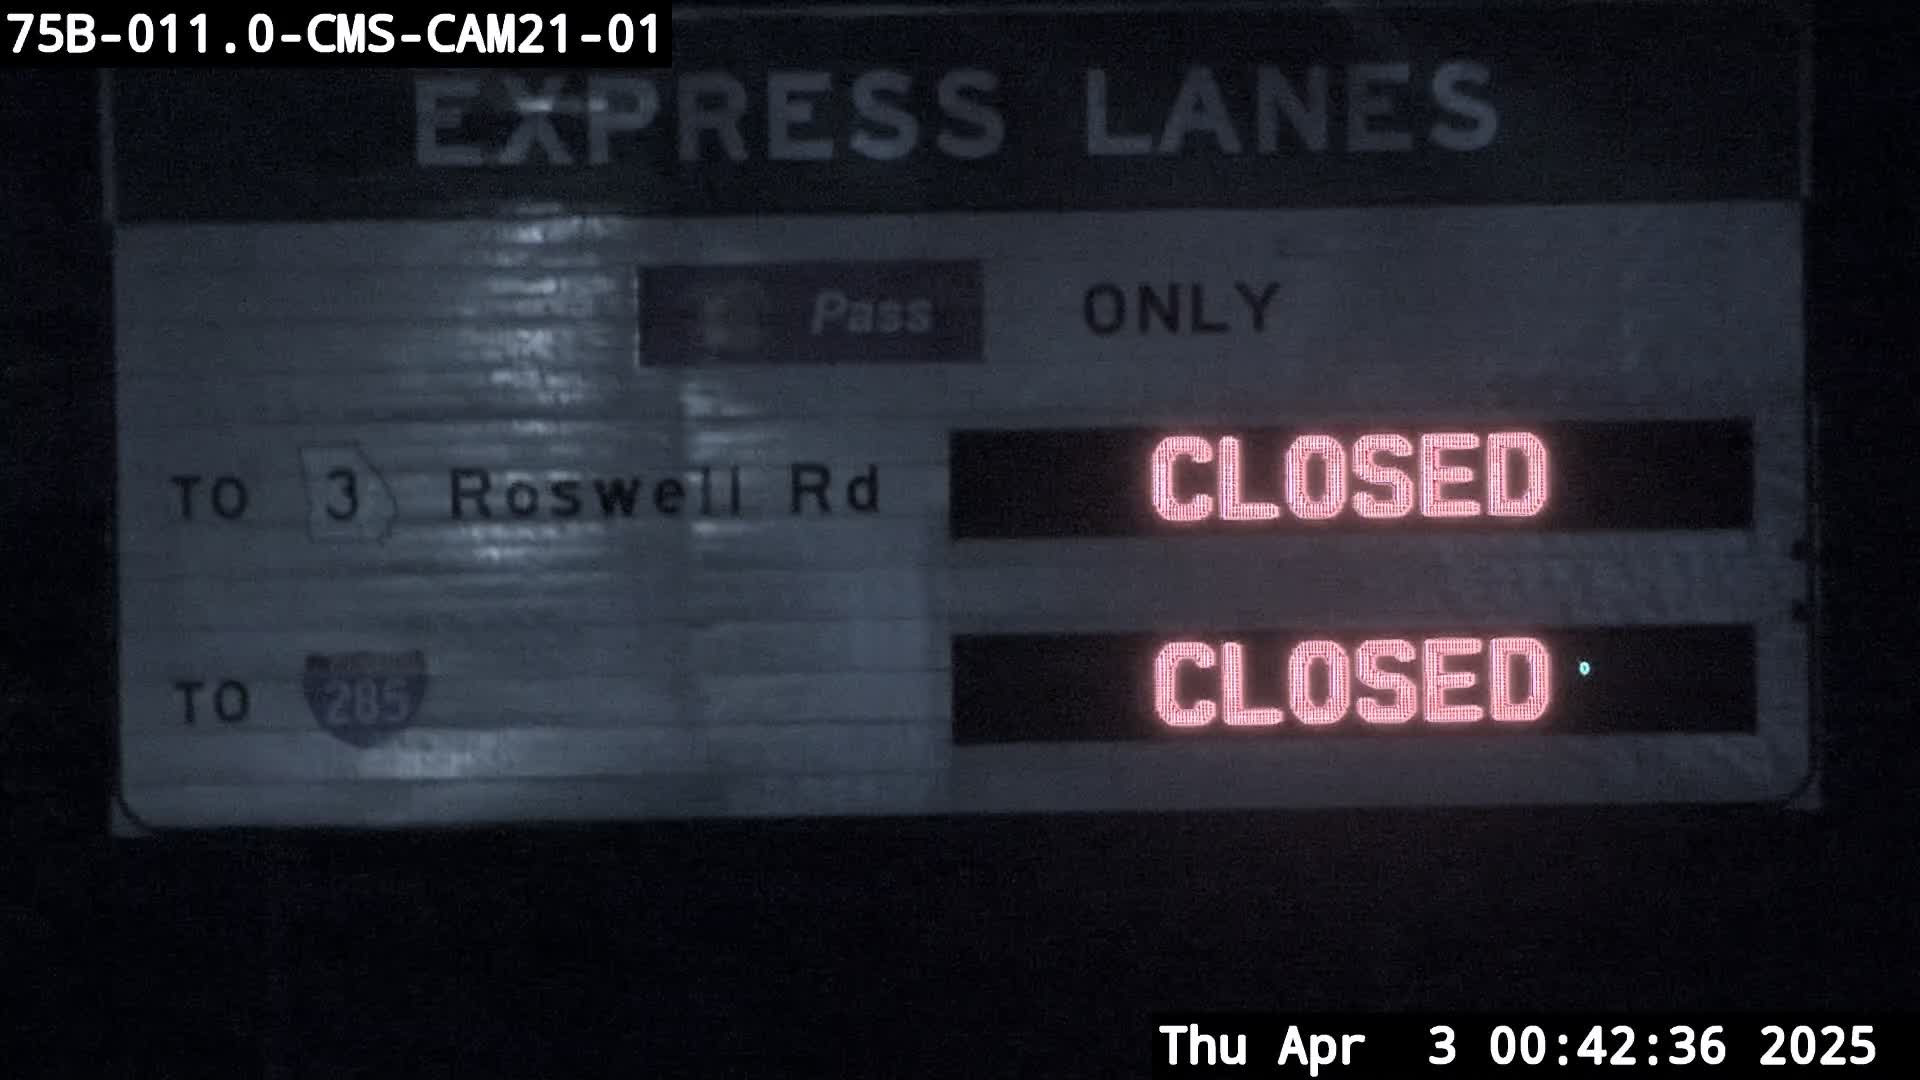 75B-011.0-CMS-CAM21-01
EXPRESS LANES
Pass ONLY
TO 3 Roswell Rd CLOSED
TO 285 CLOSED
Thu Apr 3 00:42:36 2025